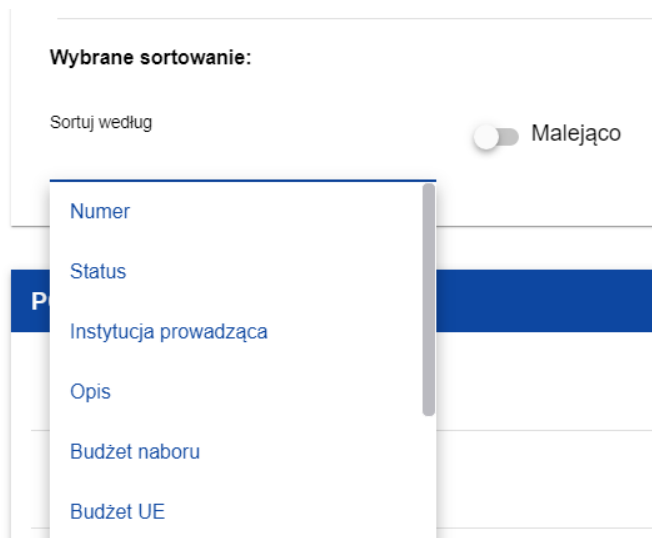 Wybrane sortowanie:
Sortuj według
Malejąco
Numer
Status
Instytucja prowadząca
Opis
Budżet naboru
Budżet UE